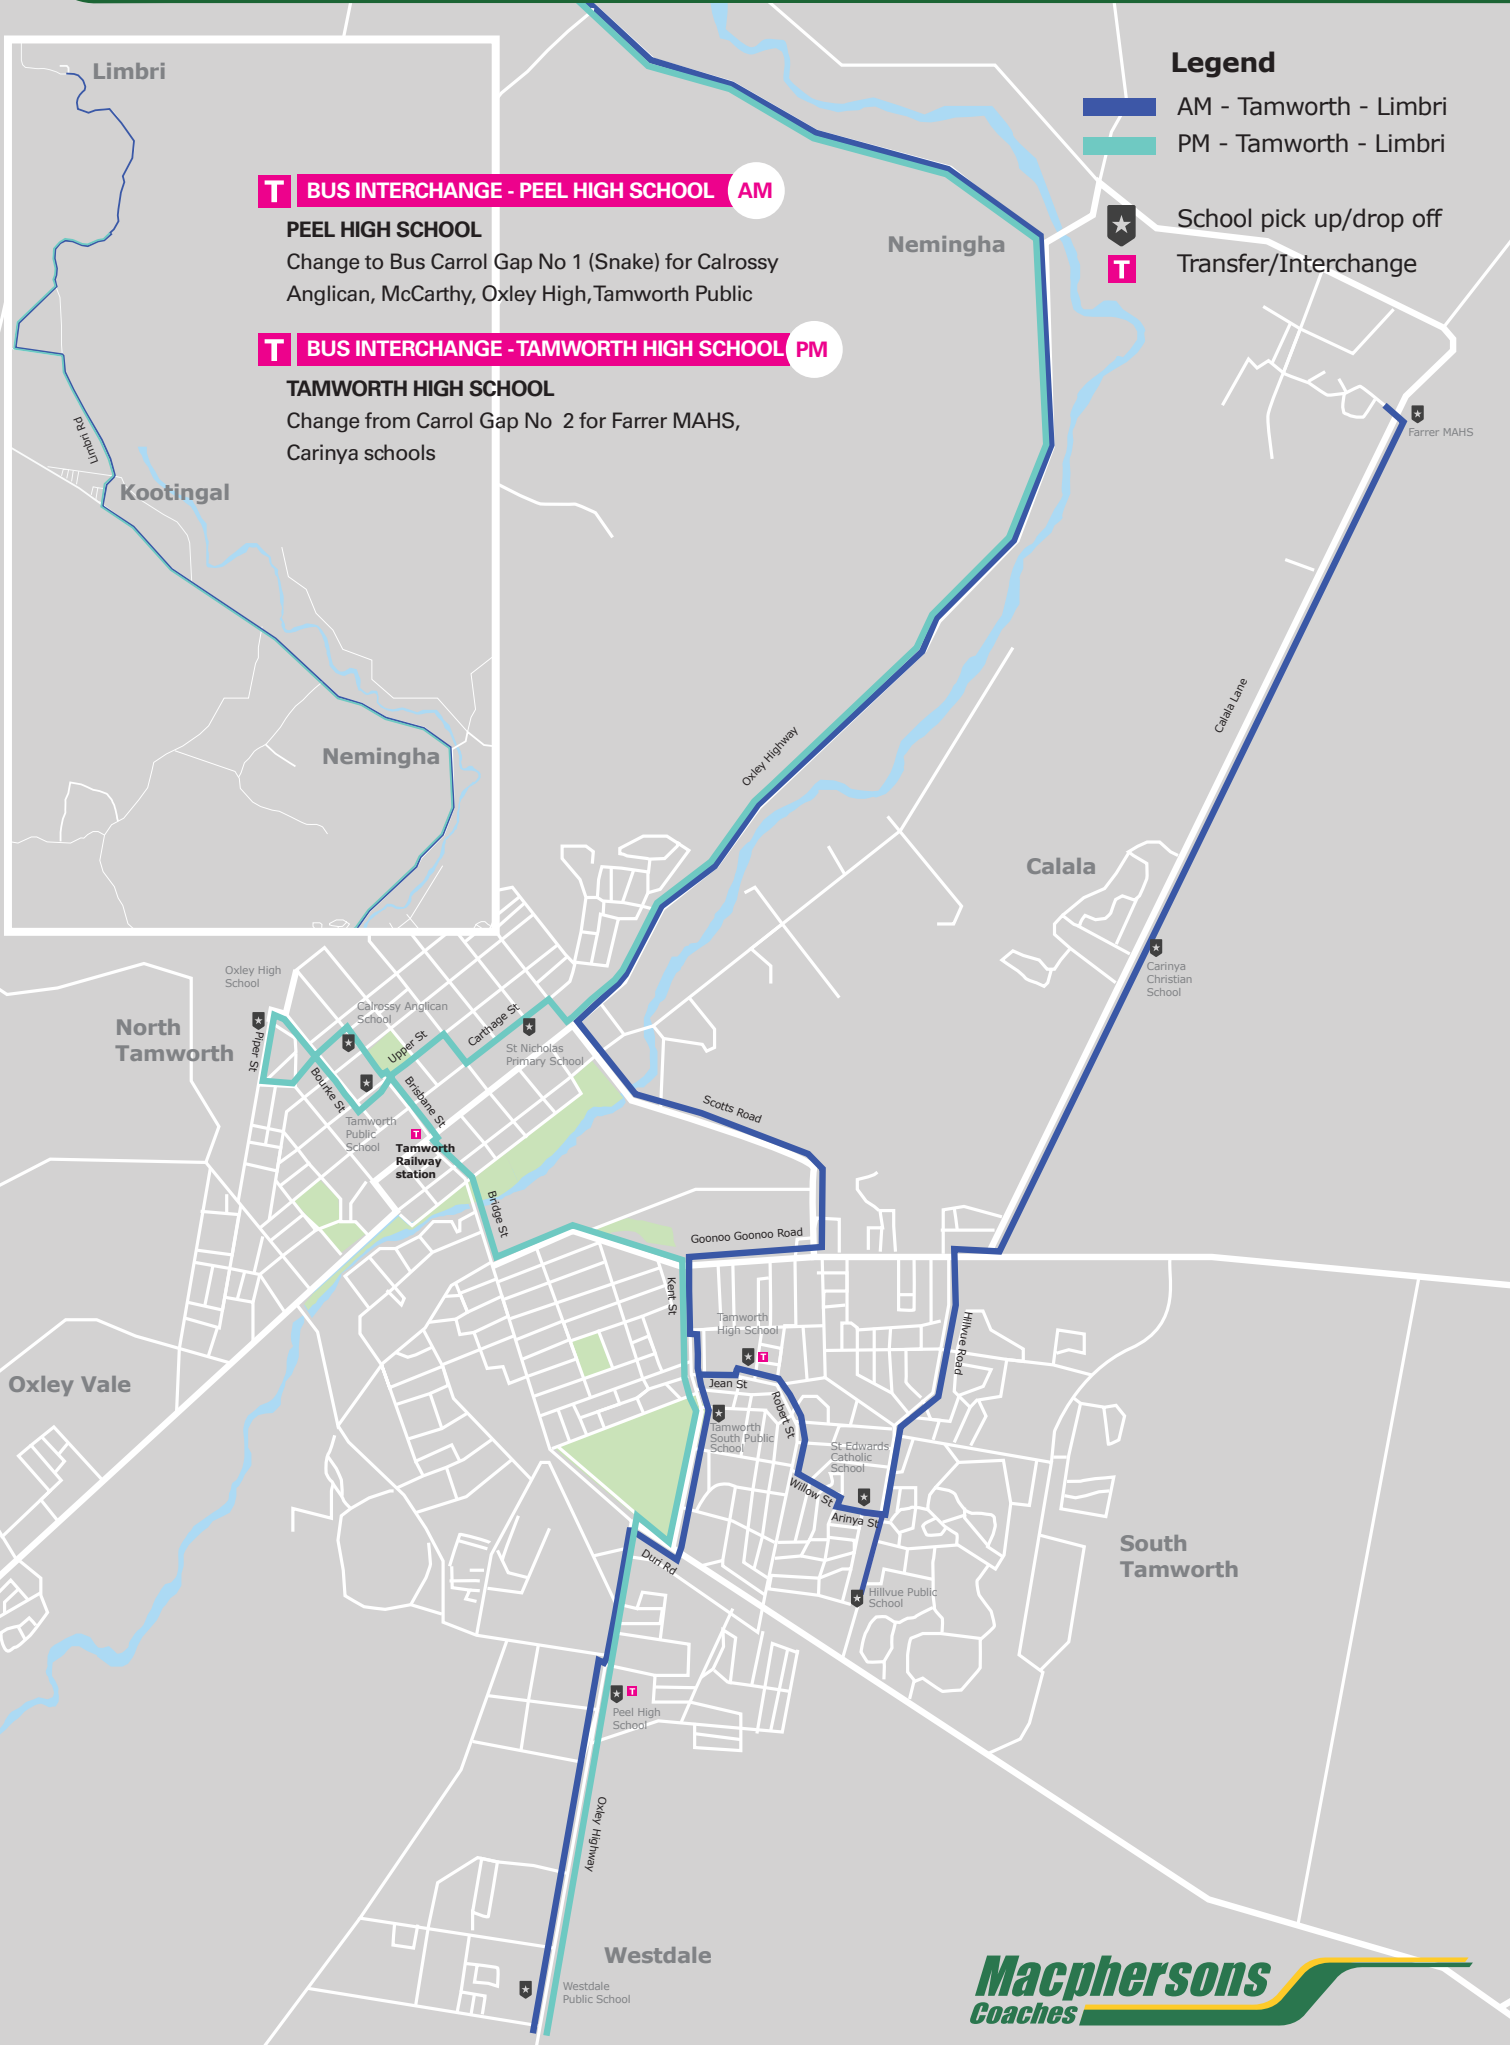 Legend
AM - Tamworth - Limbri
PM - Tamworth - Limbri
School pick up/drop off
T
Transfer/Interchange
Limbri
T
BUS INTERCHANGE - PEEL HIGH SCHOOL
AM
PEEL HIGH SCHOOL
Change to Bus Carrol Gap No 1 (Snake) for Calrossy
Anglican, McCarthy, Oxley High, Tamworth Public
T
BUS INTERCHANGE - TAMWORTH HIGH SCHOOL
PM
TAMWORTH HIGH SCHOOL
Change from Carrol Gap No 2 for Farrer MAHS,
Carinya schools
Limbri Rd
Kootingal
Nemingha
Nemingha
Farrer MAHS
Calala Lane
Oxley Highway
Calala
Carinya
Christian
School
Oxley High
School
North
Tamworth
Piper St
Calrossy Anglican
School
Upper St
Carthage St
St Nicholas
Primary School
Bourke St
Brisbane St
Tamworth
Public
School
T
Tamworth
Railway
station
Scotts Road
Bridge St
Goonoo Goonoo Road
Kent St
Tamworth
High School
T
Hillvue Road
Jean St
Robert St
Tamworth
South Public
School
St Edwards
Catholic
School
Willow St
Arinya St
Oxley Vale
Duri Rd
Hillvue Public
School
South
Tamworth
T
Peel High
School
Oxley Highway
Westdale
Westdale
Public School
Macphersons
Coaches